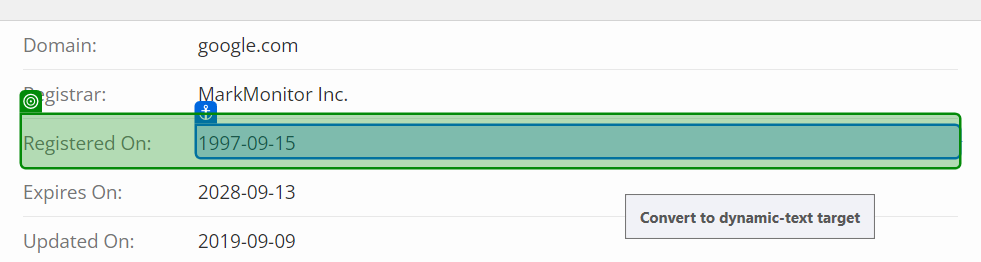 Domain: google.com
Registrar: MarkMonitor Inc.
Registered On: 1997-09-15
Expires On: 2028-09-13
Convert to dynamic-text target
Updated On: 2019-09-09